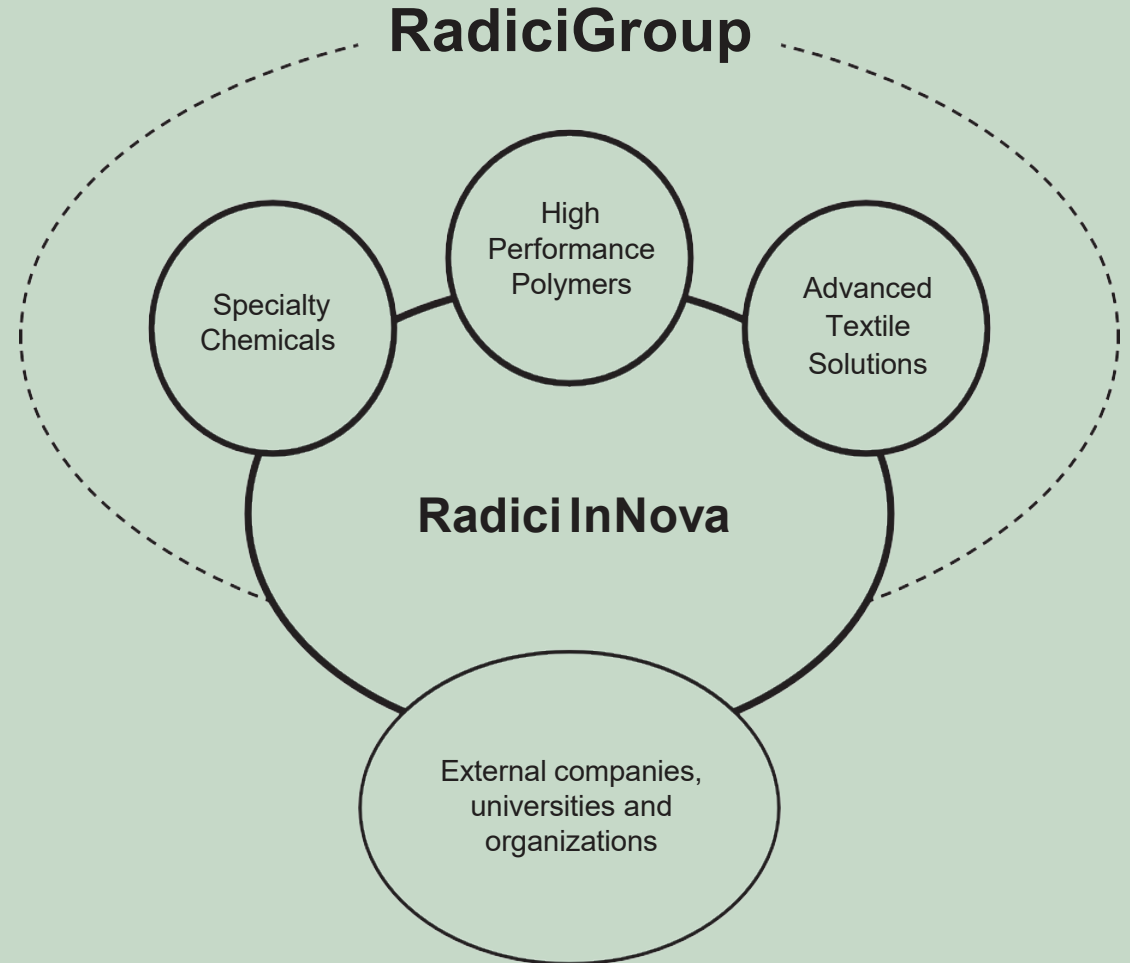 RadiciGroup
High
Performance
Polymers
Specialty
Chemicals
Advanced
Textile
Solutions
Radici InNova
External companies,
universities and
organizations